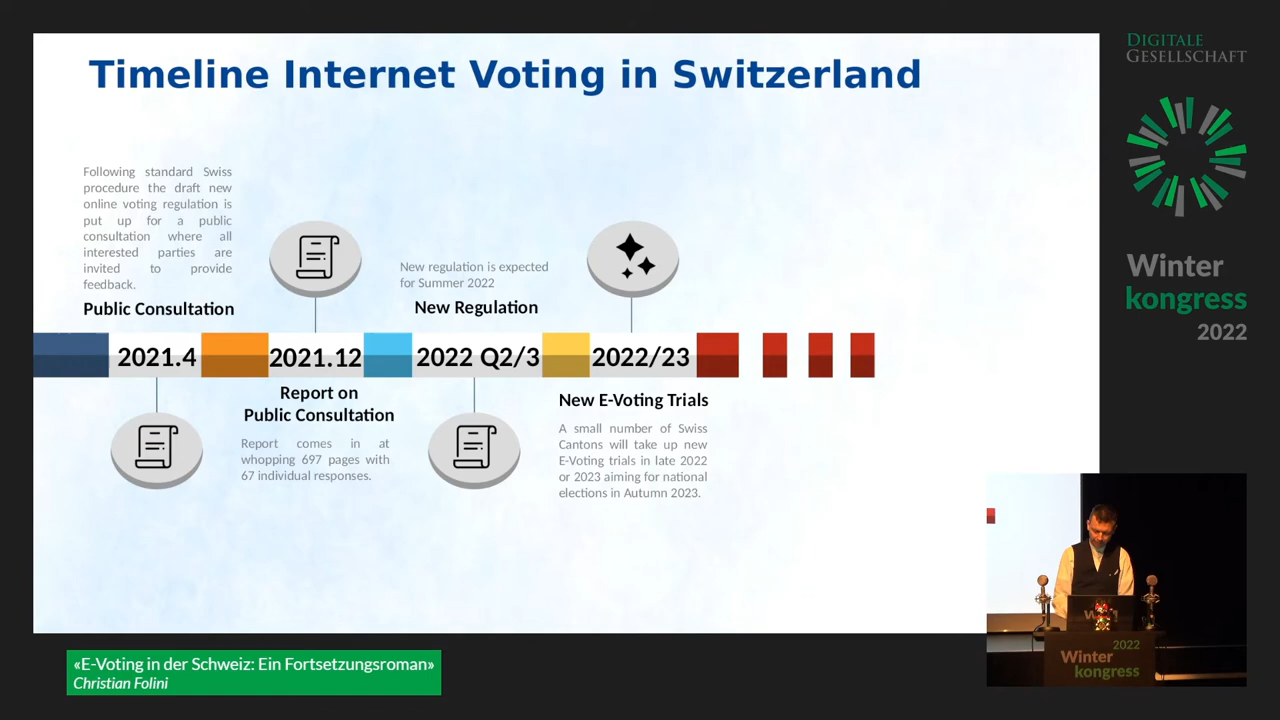 Timeline Internet Voting in Switzerland
Following standard Swiss
procedure the draft new
online voting regulation is
put up for a public
consultation where all
interested parties are
invited to provide
feedback.
Public Consultation
New regulation is expected
for Summer 2022
New Regulation
2021.4
2021.12
2022 Q2/3
2022/23
Report on
Public Consultation
Report comes in at
whopping 697 pages with
67 individual responses.
New E-Voting Trials
A small number of Swiss
Cantons will take up new
E-Voting trials in late 2022
or 2023 aiming for national
elections in Autumn 2023.
DIGITALE
GESELLSCHAFT
Winter
kongress
2022
2022
Winter
kongress
«E-Voting in der Schweiz: Ein Fortsetzungsroman»
Christian Folini